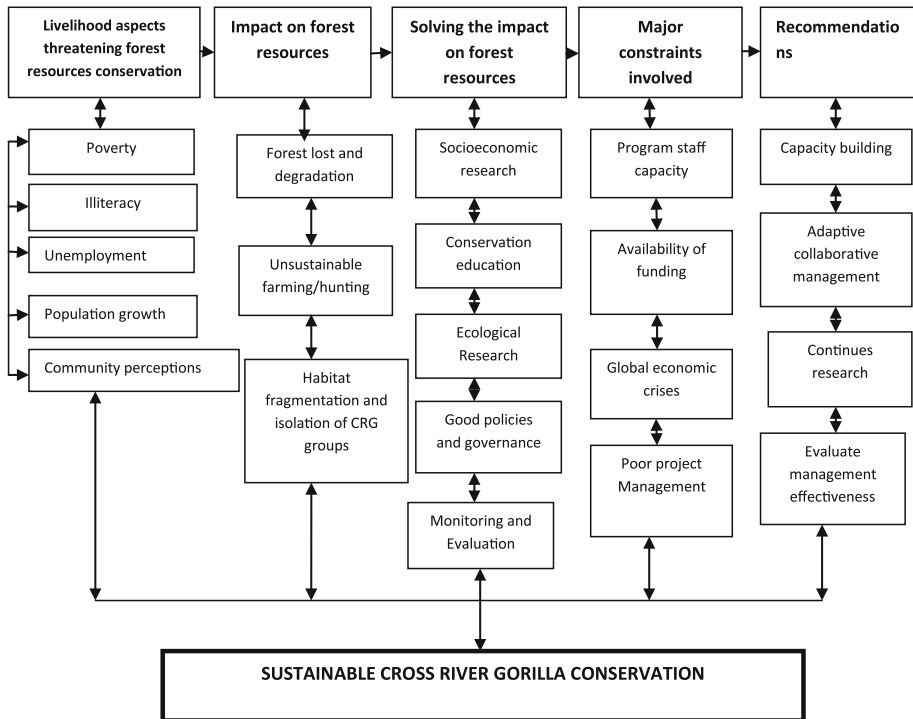 Livelihood aspects
threatening forest
resources conservation
Impact on forest
resources
Solving the impact
on forest
resources
Major
constraints
involved
Recommendatio
ns
Poverty
Illiteracy
Unemployment
Population growth
Community perceptions
Forest lost and
degradation
Unsustainable
farming/hunting
Habitat
fragmentation and
isolation of CRG
groups
Socioeconomic
research
Conservation
education
Ecological
Research
Good policies
and governance
Monitoring and
Evaluation
Program staff
capacity
Availability of
funding
Global economic
crises
Poor project
Management
Capacity building
Adaptive
collaborative
management
Continues
research
Evaluate
management
effectiveness
SUSTAINABLE CROSS RIVER GORILLA CONSERVATION